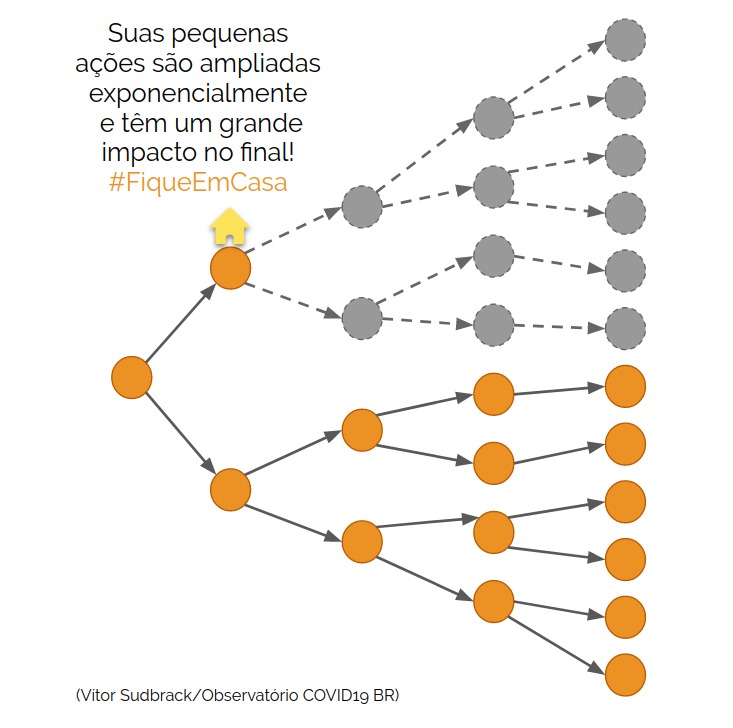 Suas pequenas
ações são ampliadas
exponencialmente
e têm um grande
impacto no final!
#FiqueEmCasa
(Vitor Sudbrack/Observatório COVID19 BR)